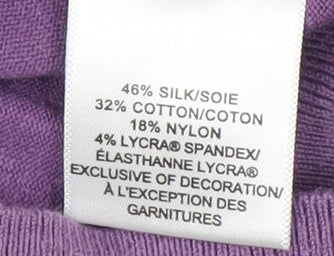 46% SILK/SOIE
32% COTTON/COTON
18% NYLON
4% LYCRA® SPANDEX/
ÉLASTHANNE LYCRA®
EXCLUSIVE OF DECORATION/
À L'EXCEPTION DES
GARNITURES